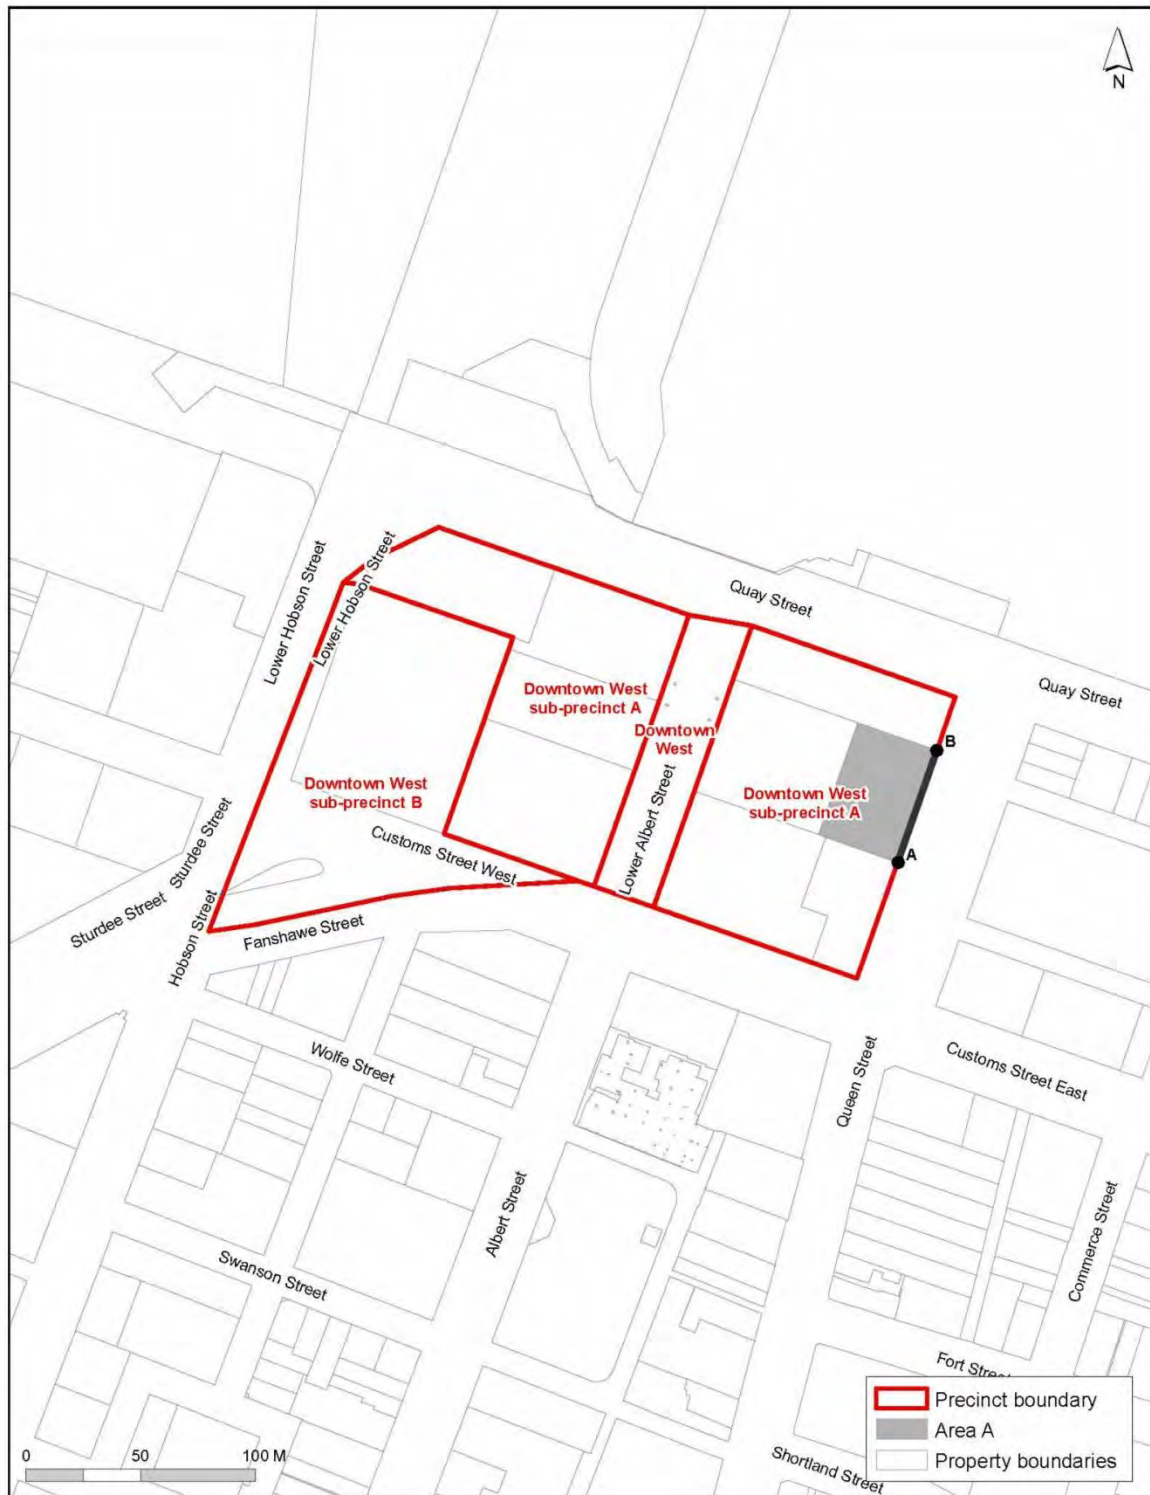 N
Quay Street
Lower Hobson Street
Lower Hobson Street
Quay Street
Downtown West
sub-precinct A
Downtown
West
B
Downtown West
sub-precinct B
Downtown West
sub-precinct A
Lower Albert Street
Customs Street West
A
Sturdee Street
Sturdee Street
Hobson Street
Fanshawe Street
Wolfe Street
Queen Street
Customs Street East
Albert Street
Commerce Street
Swanson Street
Fort Street
Shortland Street
Precinct boundary
Area A
Property boundaries
0 50 100 M